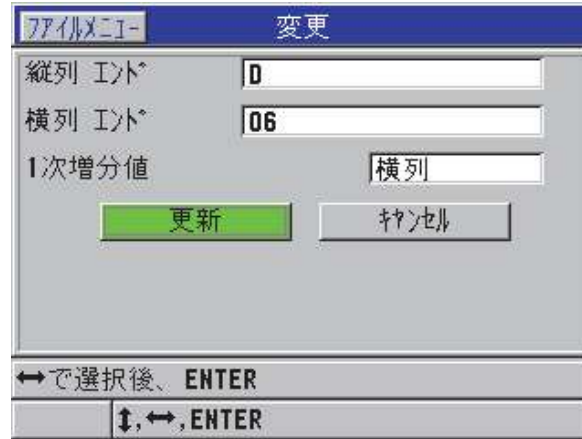 ﾌｧｲﾙﾒﾆｭｰ 変更
縦列 ｴﾝﾄﾞ D
横列 ｴﾝﾄﾞ 06
1次増分値 横列
更新 ｷｬﾝｾﾙ
↔で選択後、ENTER
↕,↔,ENTER